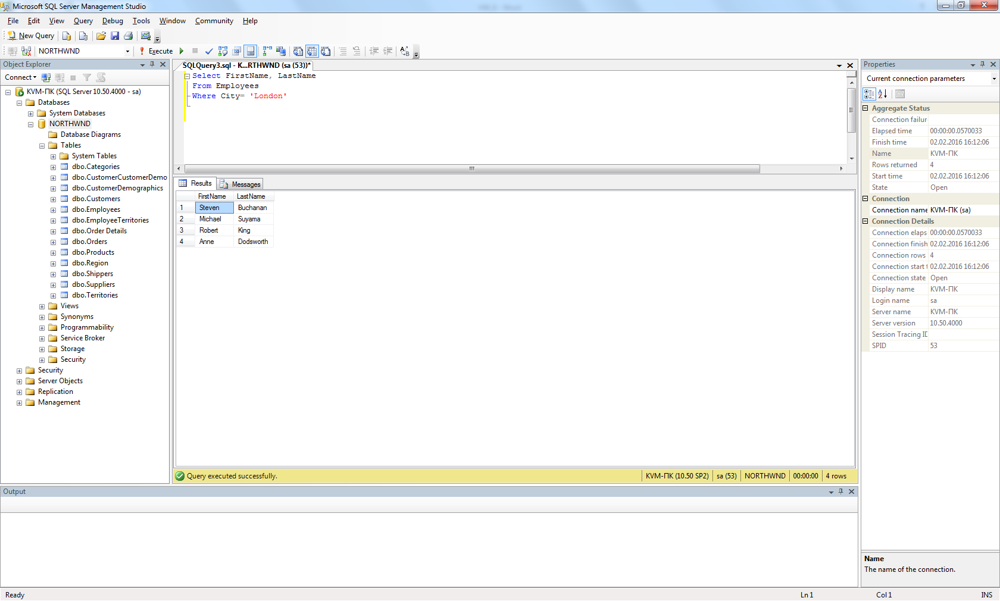 Microsoft SQL Server Management Studio
File Edit View Query Debug Tools Window Community Help
New Query
NORTHWND Execute
Object Explorer
Connect
KVM-ПК (SQL Server 10.50.4000 - sa)
Databases
System Databases
NORTHWND
Database Diagrams
Tables
System Tables
dbo.Categories
dbo.CustomerCustomerDemo
dbo.CustomerDemographics
dbo.Customers
dbo.Employees
dbo.EmployeeTerritories
dbo.Order Details
dbo.Orders
dbo.Products
dbo.Region
dbo.Shippers
dbo.Suppliers
dbo.Territories
Views
Synonyms
Programmability
Service Broker
Storage
Security
Security
Server Objects
Replication
Management
SQLQuery3.sql - K...RTHWND (sa (53))*
Select FirstName, LastName
From Employees
Where City= 'London'
Results Messages
FirstName LastName
1 Steven Buchanan
2 Michael Suyama
3 Robert King
4 Anne Dodsworth
Query executed successfully. KVM-ПК (10.50 SP2) sa (53) NORTHWND 00:00:00 4 rows
Properties
Current connection parameters
Aggregate Status
Connection failur
Elapsed time 00:00:00.0570033
Finish time 02.02.2016 16:12:06
Name KVM-ПК
Rows returned 4
Start time 02.02.2016 16:12:06
State Open
Connection
Connection name KVM-ПК (sa)
Connection Details
Connection elaps 00:00:00.0570033
Connection finish 02.02.2016 16:12:06
Connection rows 4
Connection start t 02.02.2016 16:12:06
Connection state Open
Display name KVM-ПК
Login name sa
Server name KVM-ПК
Server version 10.50.4000
Session Tracing ID
SPID 53
Name
The name of the connection.
Output
Ready Ln 1 Col 1 INS